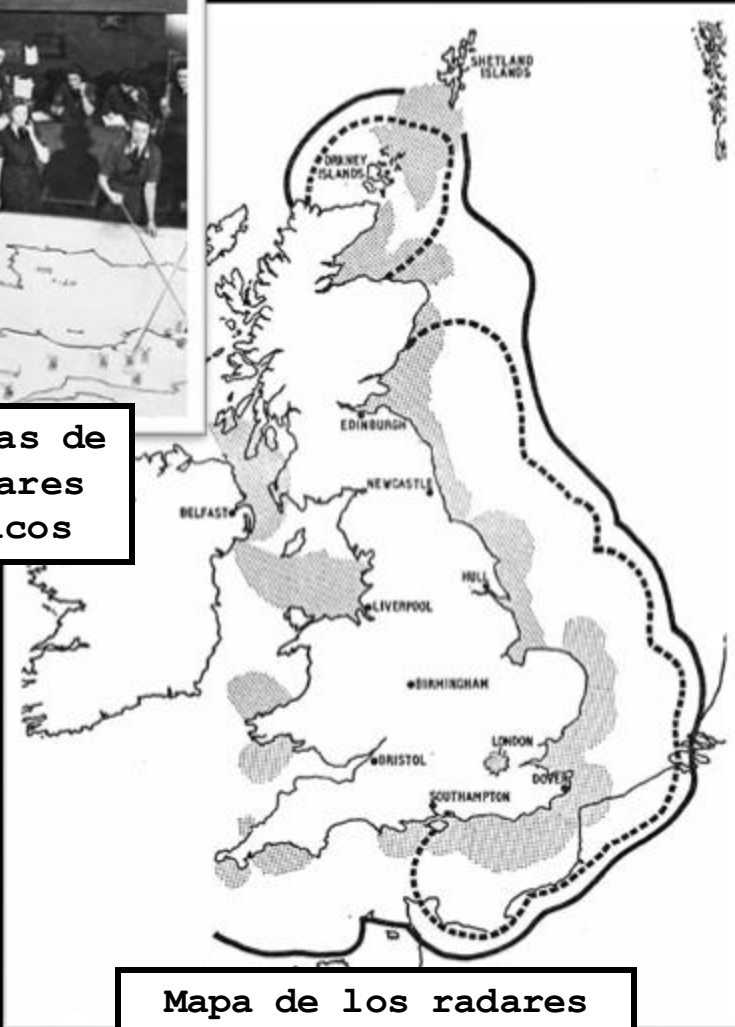 SHETLAND
ISLANDS
ORKNEY
ISLANDS
as de
ares
icos
EDINBURGH
NEWCASTLE
BELFAST
HULL
LIVERPOOL
BIRMINGHAM
LONDON
BRISTOL
DOVER
SOUTHAMPTON
Mapa de los radares